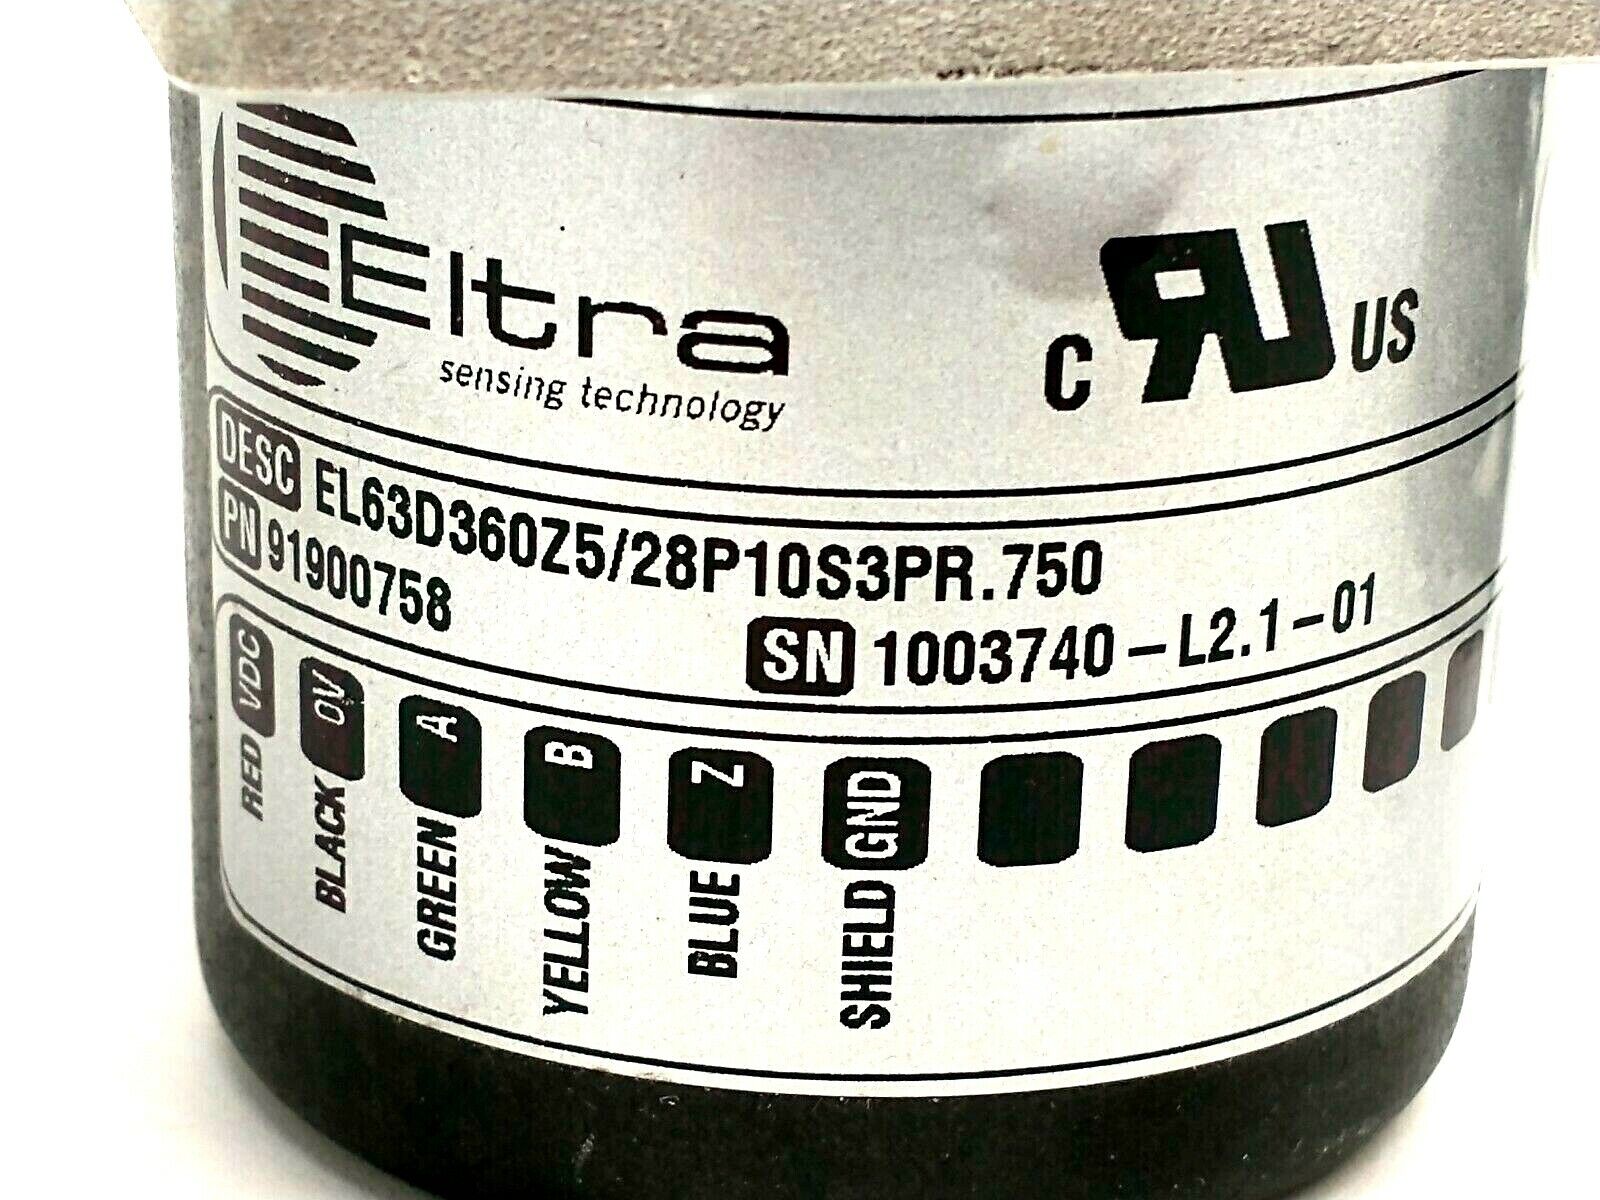 Eltra
sensing technology
c RU US
DESC EL63D360Z5/28P10S3PR.750
PN 91900758
SN 1003740-L2.1-01
RED VDC
BLACK 0V
GREEN A
YELLOW B
BLUE Z
SHIELD GND